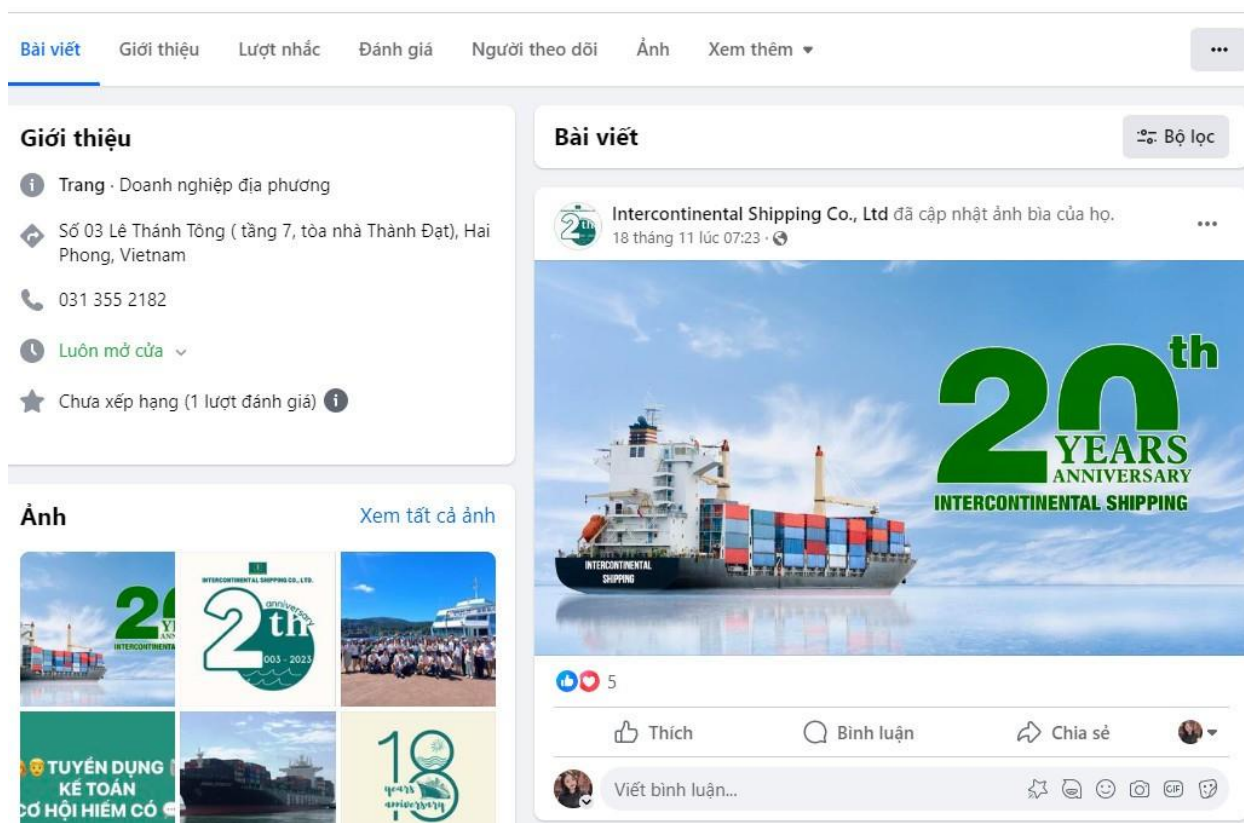 Bài viết
Giới thiệu
Lượt nhắc
Đánh giá
Người theo dõi
Ảnh
Xem thêm
Giới thiệu
Trang · Doanh nghiệp địa phương
Số 03 Lê Thánh Tông ( tầng 7, tòa nhà Thành Đạt), Hai
Phong, Vietnam
031 355 2182
Luôn mở cửa
Chưa xếp hạng (1 lượt đánh giá)
Ảnh
Xem tất cả ảnh
INTERCONTINENTAL SHIPPING CO., LTD.
2th
anniversary
003 - 2023
TUYỂN DỤNG
KẾ TOÁN
CƠ HỘI HIẾM CÓ
18
years
anniversary
Bài viết
Bộ lọc
Intercontinental Shipping Co., Ltd đã cập nhật ảnh bìa của họ.
18 tháng 11 lúc 07:23
20th
YEARS
ANNIVERSARY
INTERCONTINENTAL SHIPPING
INTERCONTINENTAL
SHIPPING
5
Thích
Bình luận
Chia sẻ
Viết bình luận...
GIF